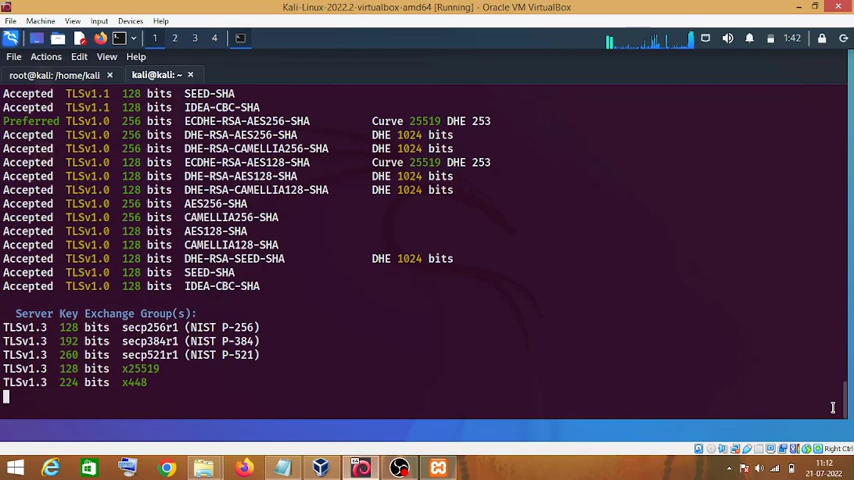 Kali-Linux-2022.2-virtualbox-amd64 [Running] - Oracle VM VirtualBox
File Machine View Input Devices Help
1 2 3 4 1:42
File Actions Edit View Help
root@kali: /home/kali × kali@kali: ~ ×
Accepted TLSv1.1 128 bits SEED-SHA
Accepted TLSv1.1 128 bits IDEA-CBC-SHA
Preferred TLSv1.0 256 bits ECDHE-RSA-AES256-SHA Curve 25519 DHE 253
Accepted TLSv1.0 256 bits DHE-RSA-AES256-SHA DHE 1024 bits
Accepted TLSv1.0 256 bits DHE-RSA-CAMELLIA256-SHA DHE 1024 bits
Accepted TLSv1.0 128 bits ECDHE-RSA-AES128-SHA Curve 25519 DHE 253
Accepted TLSv1.0 128 bits DHE-RSA-AES128-SHA DHE 1024 bits
Accepted TLSv1.0 128 bits DHE-RSA-CAMELLIA128-SHA DHE 1024 bits
Accepted TLSv1.0 256 bits AES256-SHA
Accepted TLSv1.0 256 bits CAMELLIA256-SHA
Accepted TLSv1.0 128 bits AES128-SHA
Accepted TLSv1.0 128 bits CAMELLIA128-SHA
Accepted TLSv1.0 128 bits DHE-RSA-SEED-SHA DHE 1024 bits
Accepted TLSv1.0 128 bits SEED-SHA
Accepted TLSv1.0 128 bits IDEA-CBC-SHA
Server Key Exchange Group(s):
TLSv1.3 128 bits secp256r1 (NIST P-256)
TLSv1.3 192 bits secp384r1 (NIST P-384)
TLSv1.3 260 bits secp521r1 (NIST P-521)
TLSv1.3 128 bits x25519
TLSv1.3 224 bits x448
Right Ctrl
11:12
21-07-2022